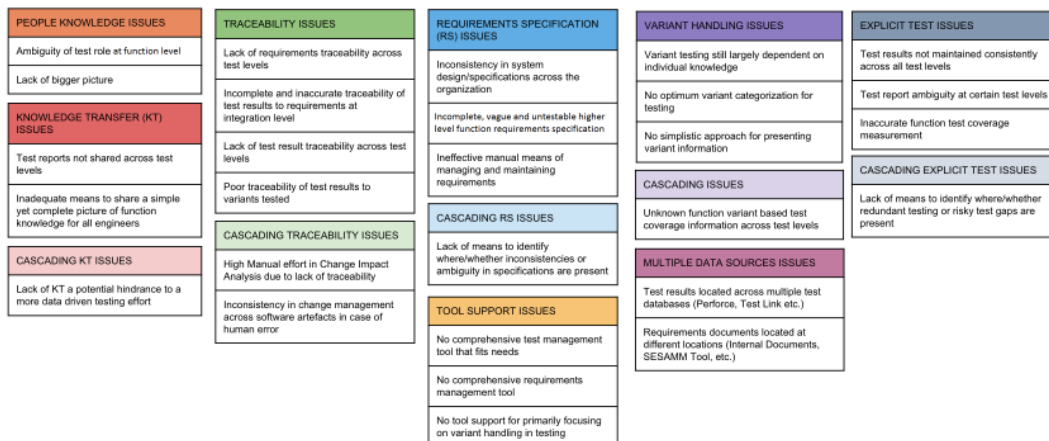 PEOPLE KNOWLEDGE ISSUES
Ambiguity of test role at function level
Lack of bigger picture
KNOWLEDGE TRANSFER (KT)
ISSUES
Test reports not shared across test
levels
Inadequate means to share a simple
yet complete picture of function
knowledge for all engineers
CASCADING KT ISSUES
Lack of KT a potential hindrance to a
more data driven testing effort
TRACEABILITY ISSUES
Lack of requirements traceability across
test levels
Incomplete and inaccurate traceability of
test results to requirements at
integration level
Lack of test result traceability across test
levels
Poor traceability of test results to
variants tested
CASCADING TRACEABILITY ISSUES
High Manual effort in Change Impact
Analysis due to lack of traceability
Inconsistency in change management
across software artefacts in case of
human error
REQUIREMENTS SPECIFICATION
(RS) ISSUES
Inconsistency in system
design/specifications across the
organization
Incomplete, vague and untestable higher
level function requirements specification
Ineffective manual means of
managing and maintaining
requirements
CASCADING RS ISSUES
Lack of means to identify
where/whether inconsistencies or
ambiguity in specifications are present
TOOL SUPPORT ISSUES
No comprehensive test management
tool that fits needs
No comprehensive requirements
management tool
No tool support for primarily focusing
on variant handling in testing
VARIANT HANDLING ISSUES
Variant testing still largely dependent on
individual knowledge
No optimum variant categorization for
testing
No simplistic approach for presenting
variant information
CASCADING ISSUES
Unknown function variant based test
coverage information across test levels
MULTIPLE DATA SOURCES ISSUES
Test results located across multiple test
databases (Perforce, Test Link etc.)
Requirements documents located at
different locations (Internal Documents,
SESAMM Tool, etc.)
EXPLICIT TEST ISSUES
Test results not maintained consistently
across all test levels
Test report ambiguity at certain test levels
Inaccurate function test coverage
measurement
CASCADING EXPLICIT TEST ISSUES
Lack of means to identify where/whether
redundant testing or risky test gaps are
present